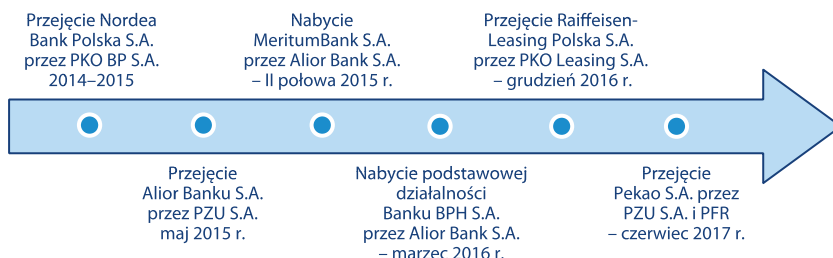 Przejęcie Nordea
Bank Polska S.A.
przez PKO BP S.A.
2014–2015
Nabycie
MeritumBank S.A.
przez Alior Bank S.A.
– II połowa 2015 r.
Przejęcie Raiffeisen-
Leasing Polska S.A.
przez PKO Leasing S.A.
– grudzień 2016 r.
Przejęcie
Alior Banku S.A.
przez PZU S.A.
maj 2015 r.
Nabycie podstawowej
działalności
Banku BPH S.A.
przez Alior Bank S.A.
– marzec 2016 r.
Przejęcie
Pekao S.A. przez
PZU S.A. i PFR
– czerwiec 2017 r.